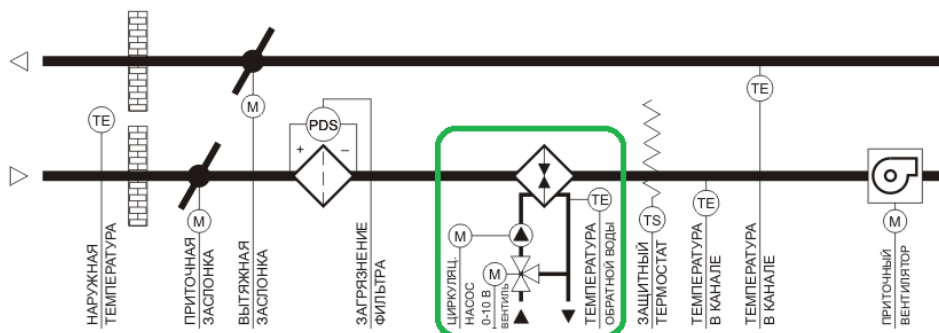 TE
M
PDS
+
–
TE
M
M
M
TE
TS
TE
M
НАРУЖНАЯ
ТЕМПЕРАТУРА
ПРИТОЧНАЯ
ЗАСЛОНКА
ВЫТЯЖНАЯ
ЗАСЛОНКА
ЗАГРЯЗНЕНИЕ
ФИЛЬТРА
ЦИРКУЛЯЦ.
НАСОС
0-10 В
ВЕНТИЛЬ
ТЕМПЕРАТУРА
ОБРАТНОЙ ВОДЫ
ЗАЩИТНЫЙ
ТЕРМОСТАТ
ТЕМПЕРАТУРА
В КАНАЛЕ
ТЕМПЕРАТУРА
В КАНАЛЕ
ПРИТОЧНЫЙ
ВЕНТИЛЯТОР